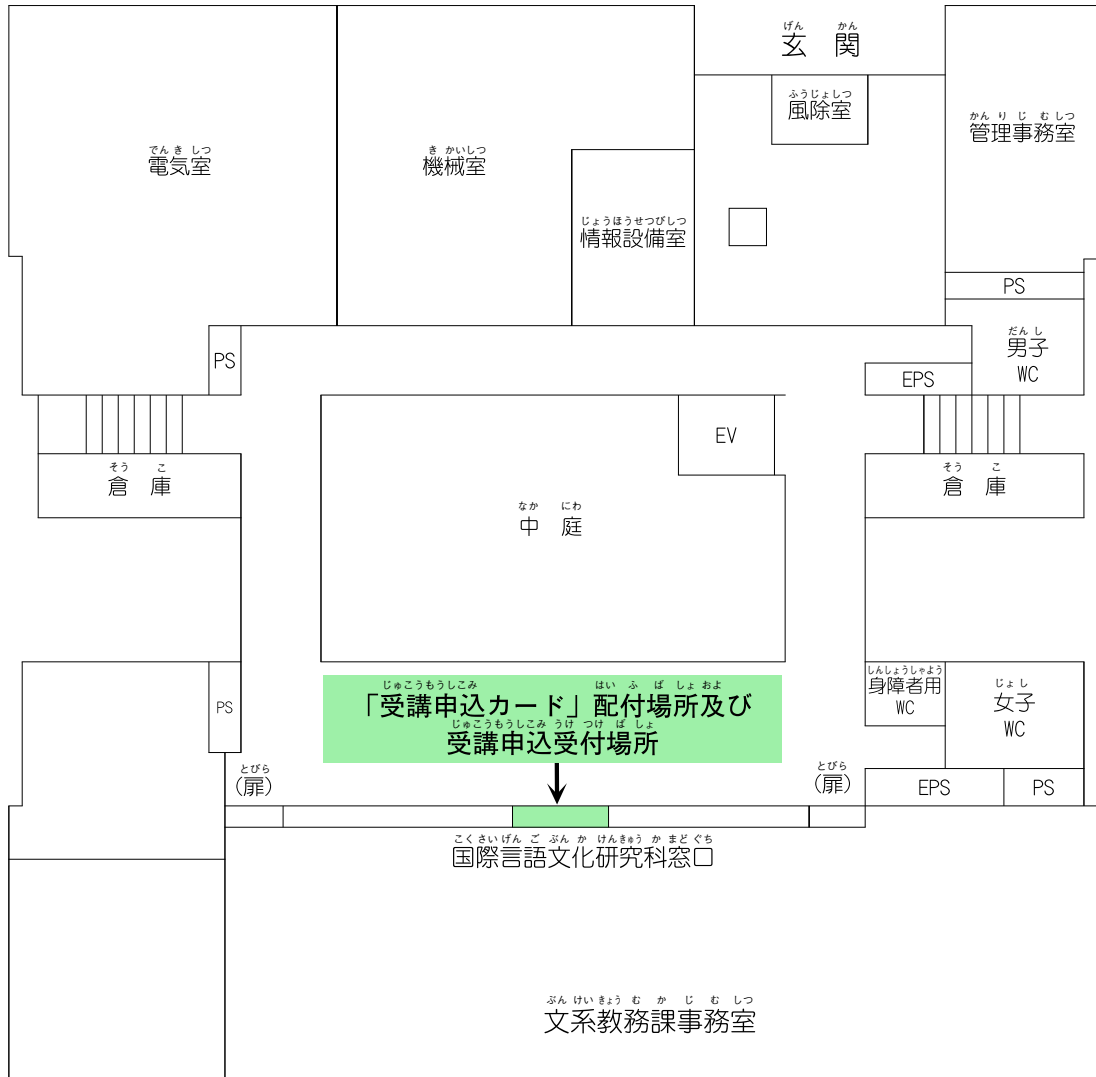 げん かん
玄 関
ふうじょしつ
風除室
かんりじむしつ
管理事務室
でんきしつ
電気室
きかいしつ
機械室
じょうほうせつびしつ
情報設備室
PS
だんし
男子
WC
PS
EPS
EV
そう こ
倉 庫
そう こ
倉 庫
なか にわ
中 庭
じゅこうもうしこみ はいふばしょおよ
「受講申込カード」配付場所及び
じゅこうもうしこみうけつけばしょ
受講申込受付場所
しんしょうしゃよう
身障者用
WC
じょし
女子
WC
PS
とびら
(扉)
とびら
(扉)
EPS
PS
こくさいげんごぶんかけんきゅうかまどぐち
国際言語文化研究科窓口
ぶんけいきょうむかじむしつ
文系教務課事務室